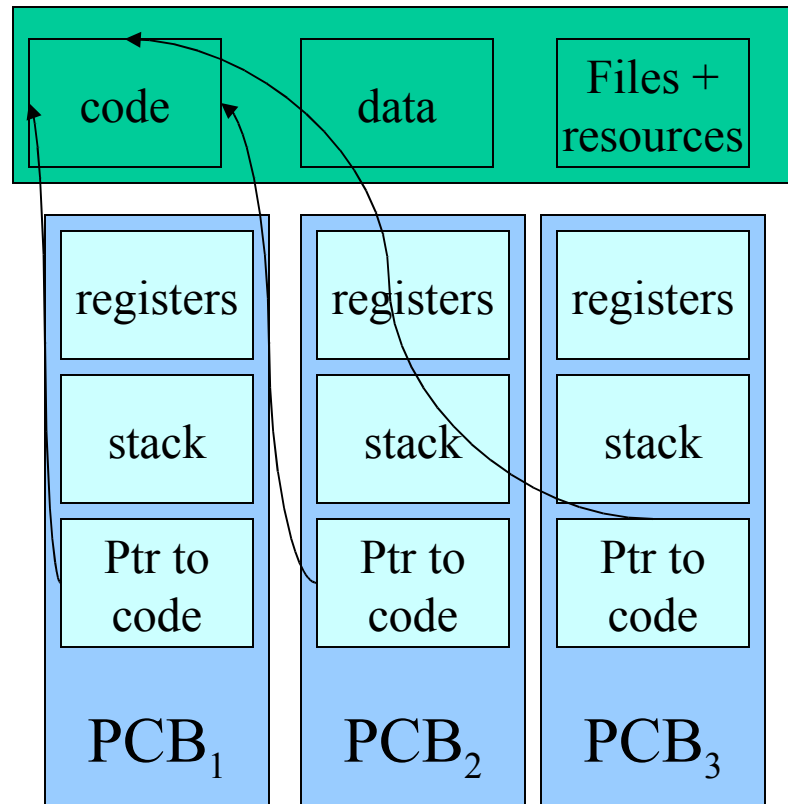 code
data
Files +
resources
registers
registers
registers
stack
stack
stack
Ptr to
code
Ptr to
code
Ptr to
code
PCB₁
PCB₂
PCB₃